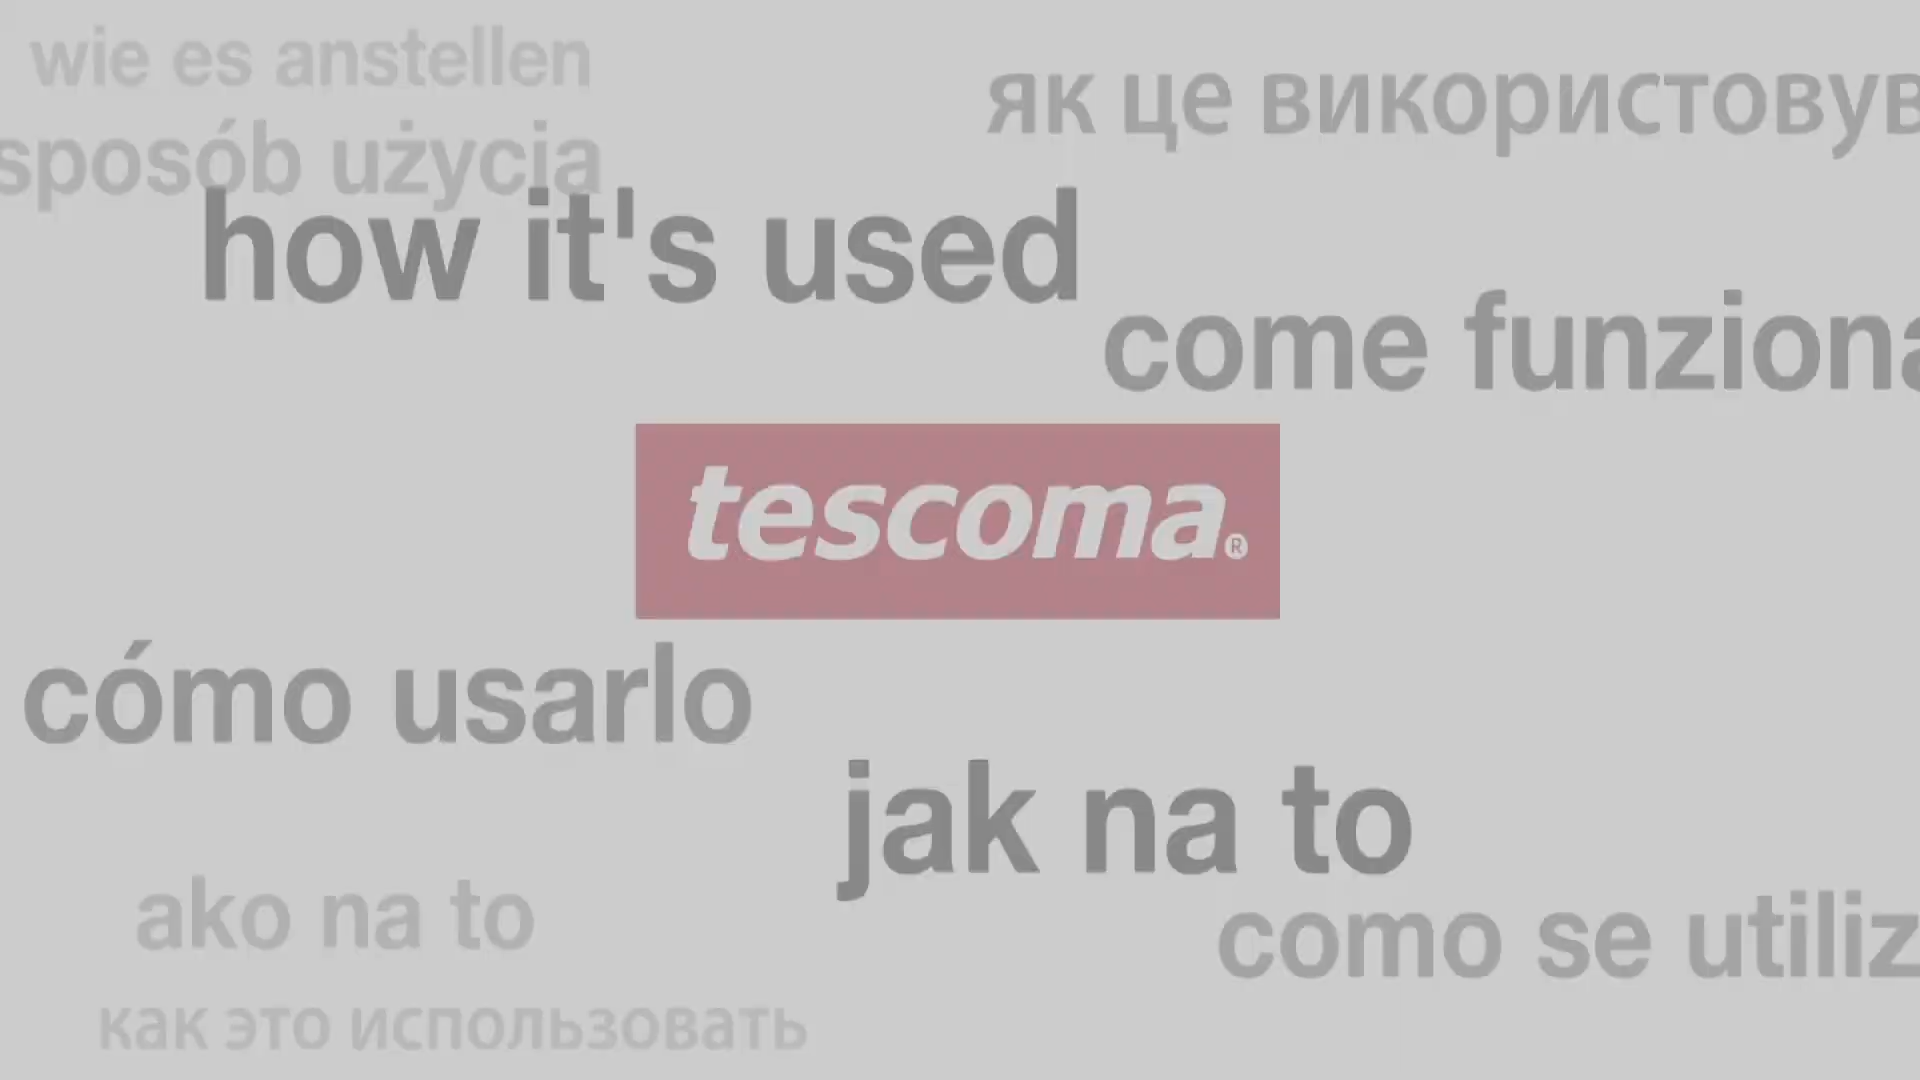 wie es anstellen
як це використовув
sposób użycia
how it's used
come funziona
tescoma.®
cómo usarlo
jak na to
ako na to
como se utiliz
как это использовать